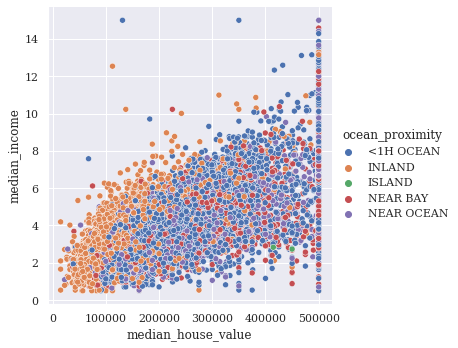 14
12
10
8
6
4
2
0
median_income
0 100000 200000 300000 400000 500000
median_house_value
ocean_proximity
<1H OCEAN
INLAND
ISLAND
NEAR BAY
NEAR OCEAN